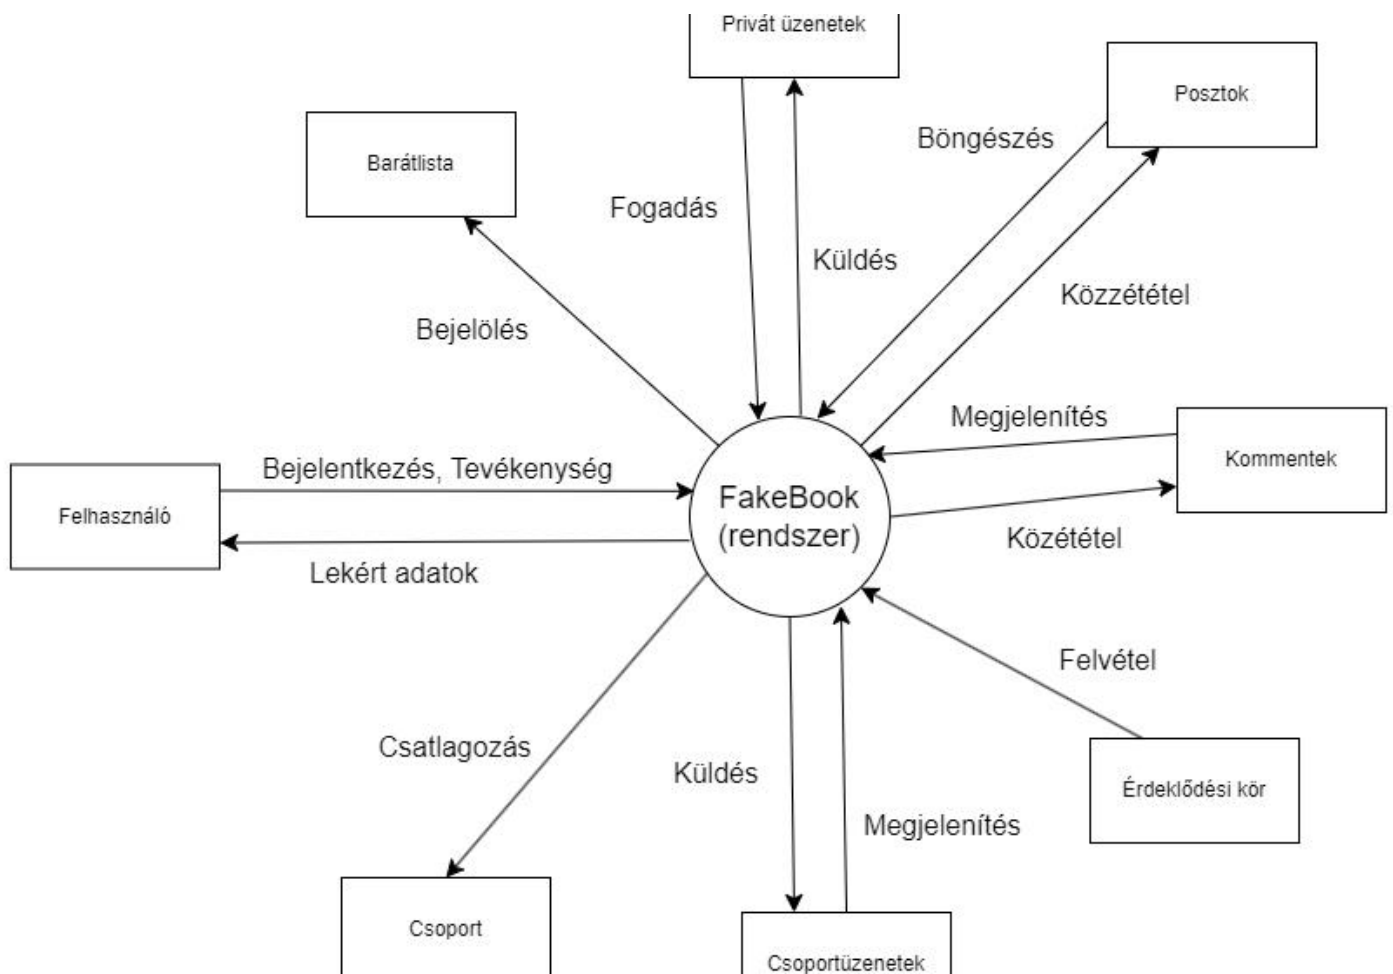 Privát üzenetek
Posztok
Böngészés
Barátlista
Fogadás
Küldés
Közzététel
Bejelölés
Megjelenítés
Kommentek
Bejelentkezés, Tevékenység
Felhasználó
FakeBook
(rendszer)
Közététel
Lekért adatok
Felvétel
Csatlagozás
Küldés
Érdeklődési kör
Megjelenítés
Csoport
Csoportüzenetek